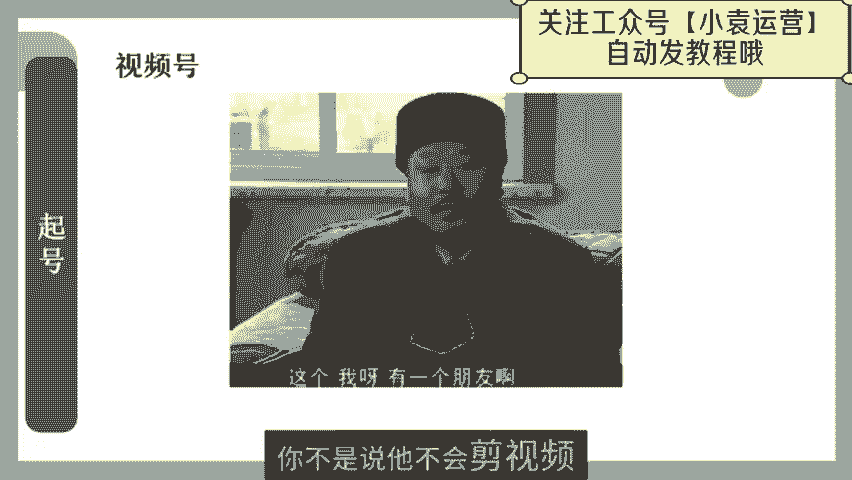 关注工众号【小袁运营】
自动发教程哦
视频号
起号
这个 我呀 有一个朋友啊
你不是说他不会剪视频